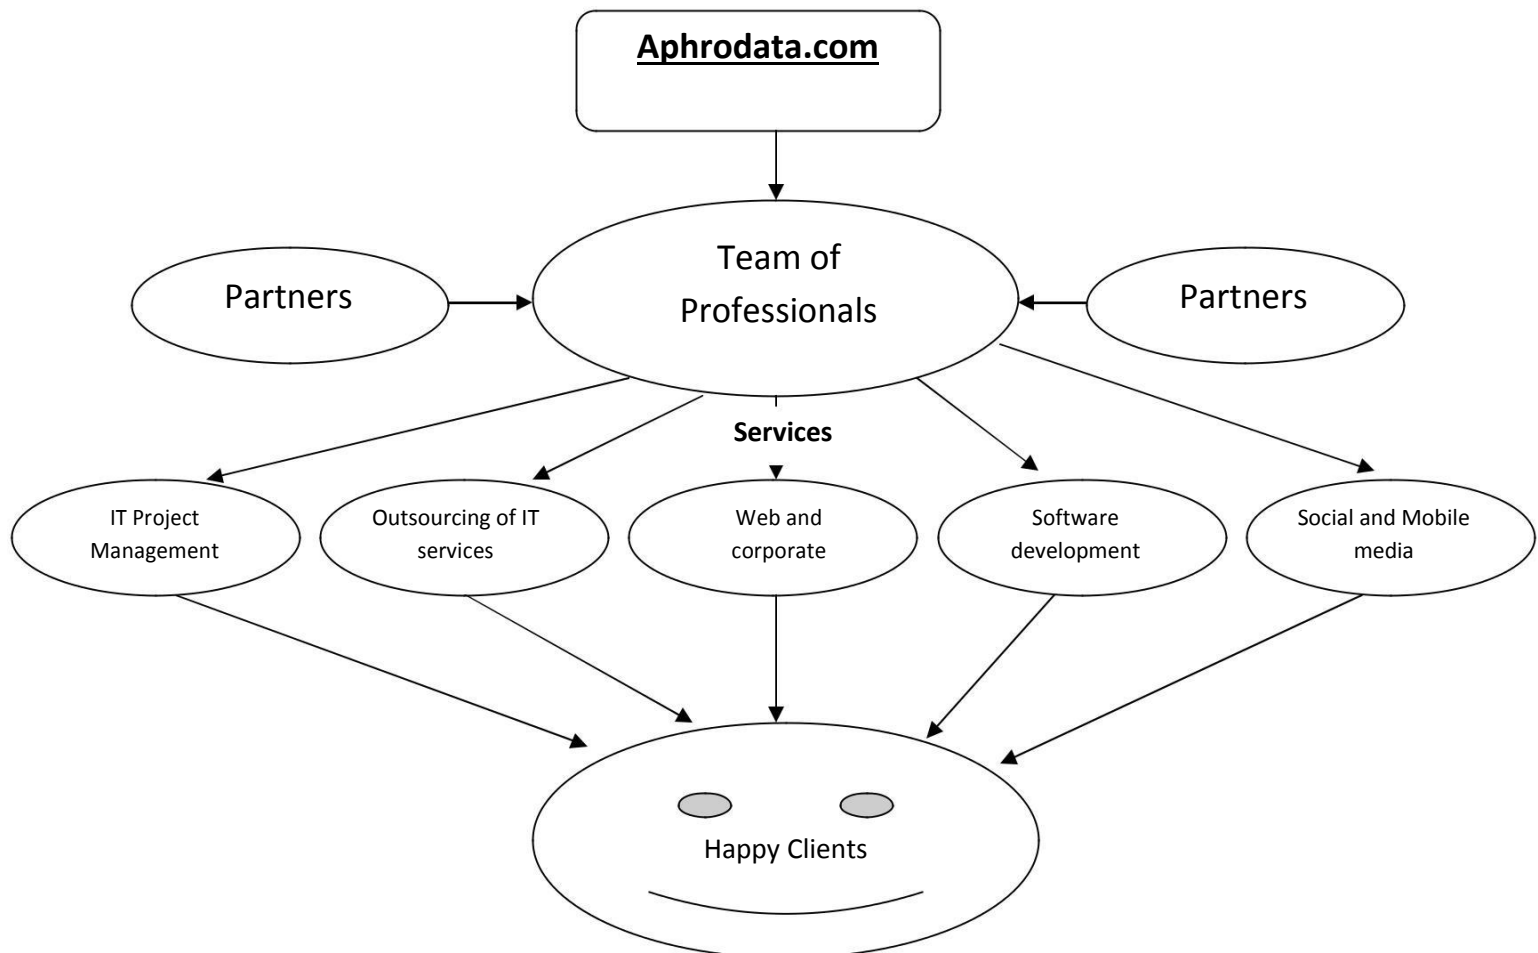 Aphrodata.com
Team of
Professionals
Partners
Partners
Services
IT Project
Management
Outsourcing of IT
services
Web and
corporate
Software
development
Social and Mobile
media
Happy Clients